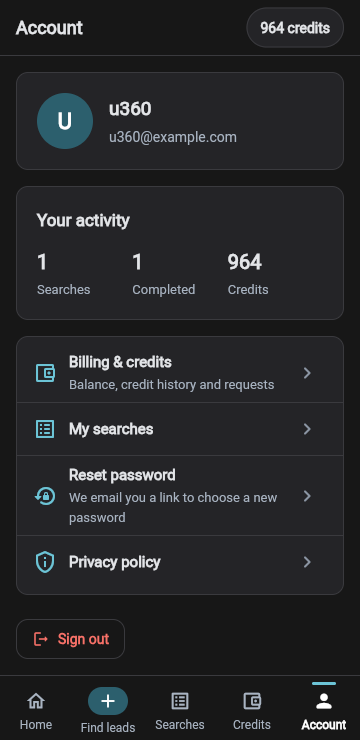 Account
964 credits
U
u360
u360@example.com
Your activity
1
1
964
Searches
Completed
Credits
Billing & credits
Balance, credit history and requests
My searches
Reset password
We email you a link to choose a new
password
Privacy policy
Sign out
Home
Find leads
Searches
Credits
Account